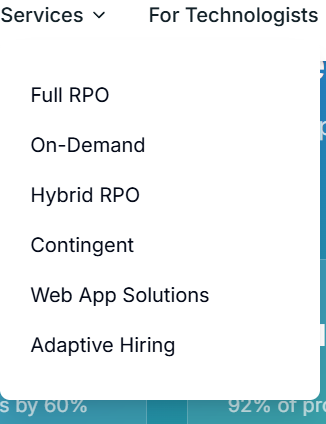 Services For Technologists
Full RPO
On-Demand
Hybrid RPO
Contingent
Web App Solutions
Adaptive Hiring
s by 60% 92% of pro